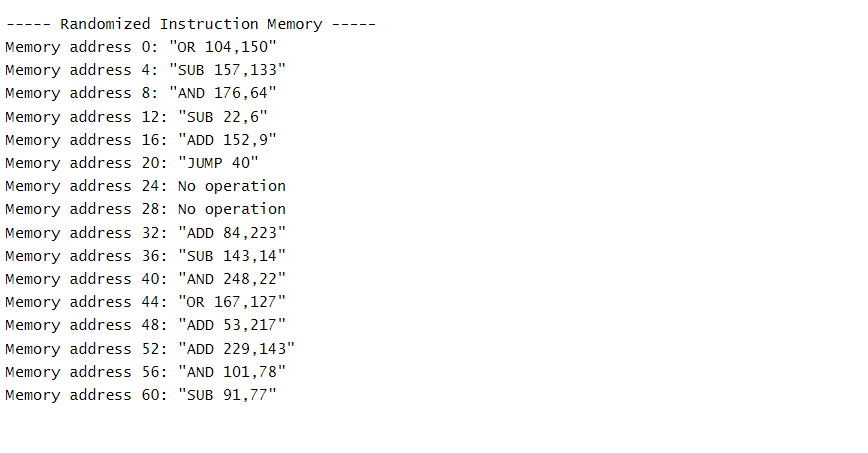 ----- Randomized Instruction Memory -----
Memory address 0: "OR 104,150"
Memory address 4: "SUB 157,133"
Memory address 8: "AND 176,64"
Memory address 12: "SUB 22,6"
Memory address 16: "ADD 152,9"
Memory address 20: "JUMP 40"
Memory address 24: No operation
Memory address 28: No operation
Memory address 32: "ADD 84,223"
Memory address 36: "SUB 143,14"
Memory address 40: "AND 248,22"
Memory address 44: "OR 167,127"
Memory address 48: "ADD 53,217"
Memory address 52: "ADD 229,143"
Memory address 56: "AND 101,78"
Memory address 60: "SUB 91,77"